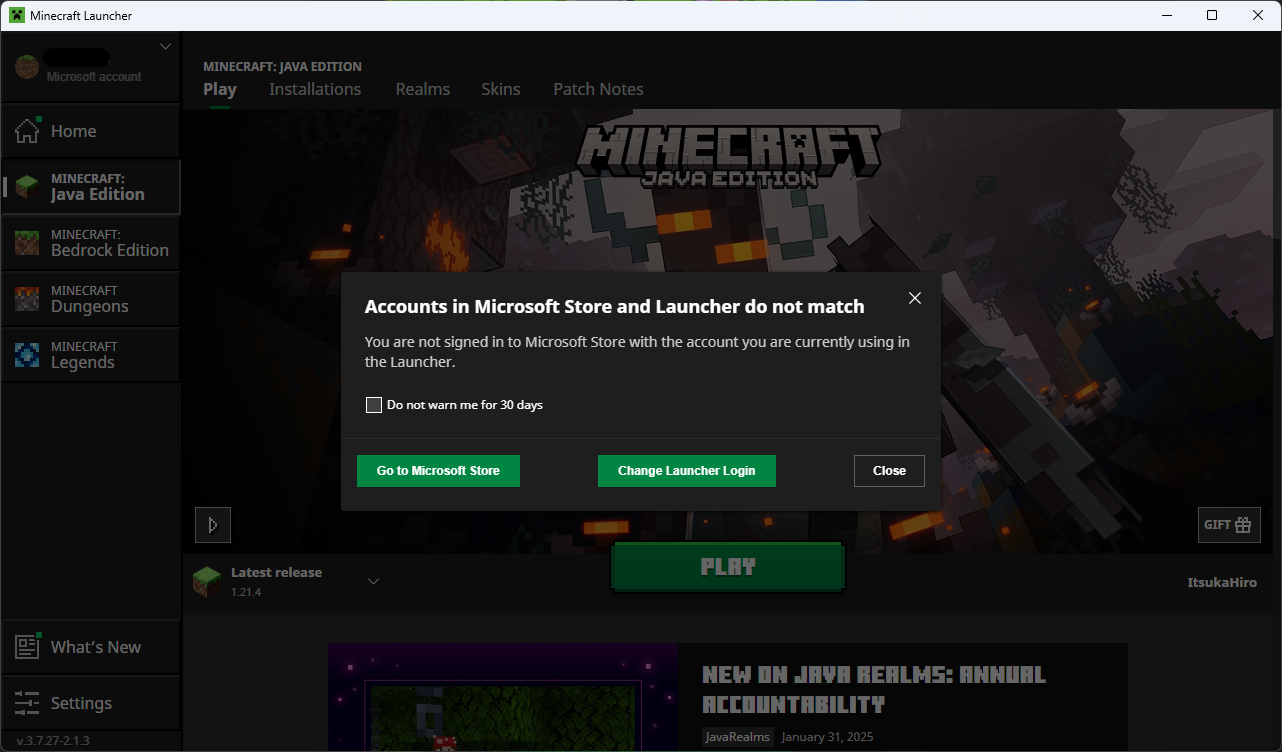 Minecraft Launcher
Microsoft account
Home
MINECRAFT:
Java Edition
MINECRAFT:
Bedrock Edition
MINECRAFT
Dungeons
MINECRAFT
Legends
What's New
Settings
v.3.7.27-2.1.3
MINECRAFT: JAVA EDITION
Play Installations Realms Skins Patch Notes
MINECRAFT
JAVA EDITION
Accounts in Microsoft Store and Launcher do not match
You are not signed in to Microsoft Store with the account you are currently using in
the Launcher.
Do not warn me for 30 days
Go to Microsoft Store Change Launcher Login Close
GIFT
Latest release
1.21.4
PLAY
ItsukaHiro
NEW ON JAVA REALMS: ANNUAL
ACCOUNTABILITY
JavaRealms January 31, 2025